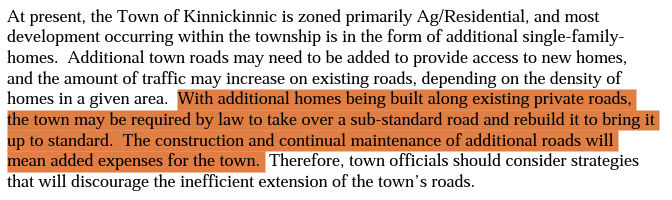 At present, the Town of Kinnickinnic is zoned primarily Ag/Residential, and most
development occurring within the township is in the form of additional single-family-
homes.  Additional town roads may need to be added to provide access to new homes,
and the amount of traffic may increase on existing roads, depending on the density of
homes in a given area.  With additional homes being built along existing private roads,
the town may be required by law to take over a sub-standard road and rebuild it to bring it
up to standard.  The construction and continual maintenance of additional roads will
mean added expenses for the town.  Therefore, town officials should consider strategies
that will discourage the inefficient extension of the town's roads.